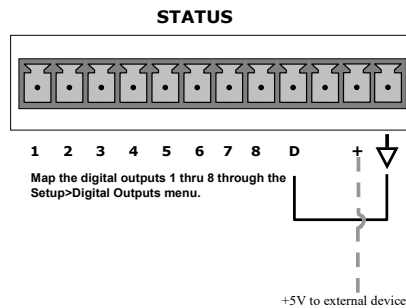 STATUS
1 2 3 4 5 6 7 8 D +
Map the digital outputs 1 thru 8 through the
Setup>Digital Outputs menu.
+5V to external device